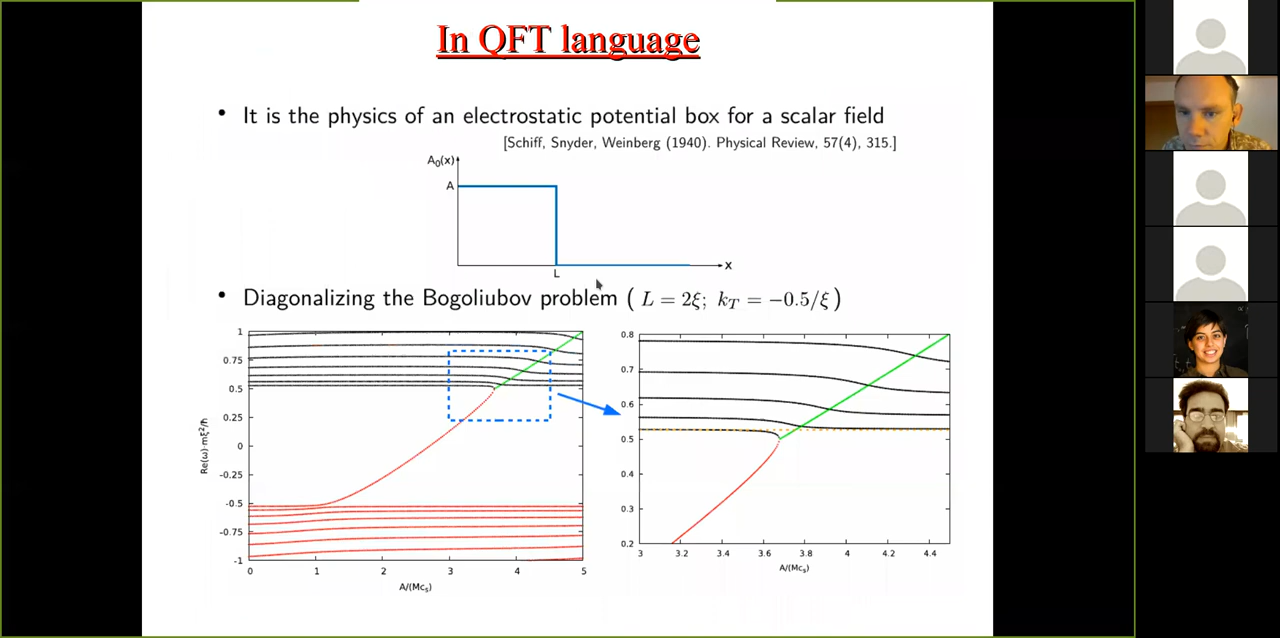 In QFT language
• It is the physics of an electrostatic potential box for a scalar field
[Schiff, Snyder, Weinberg (1940). Physical Review, 57(4), 315.]
A₀(x)
A
L
x
• Diagonalizing the Bogoliubov problem ( L = 2ξ; k_T = −0.5/ξ )
1
0.75
0.5
0.25
0
-0.25
-0.5
-0.75
-1
Re(ω)·mξ²/ħ
0 1 2 3 4 5
A/(Mcₛ)
0.8
0.7
0.6
0.5
0.4
0.3
0.2
3 3.2 3.4 3.6 3.8 4 4.2 4.4
A/(Mcₛ)